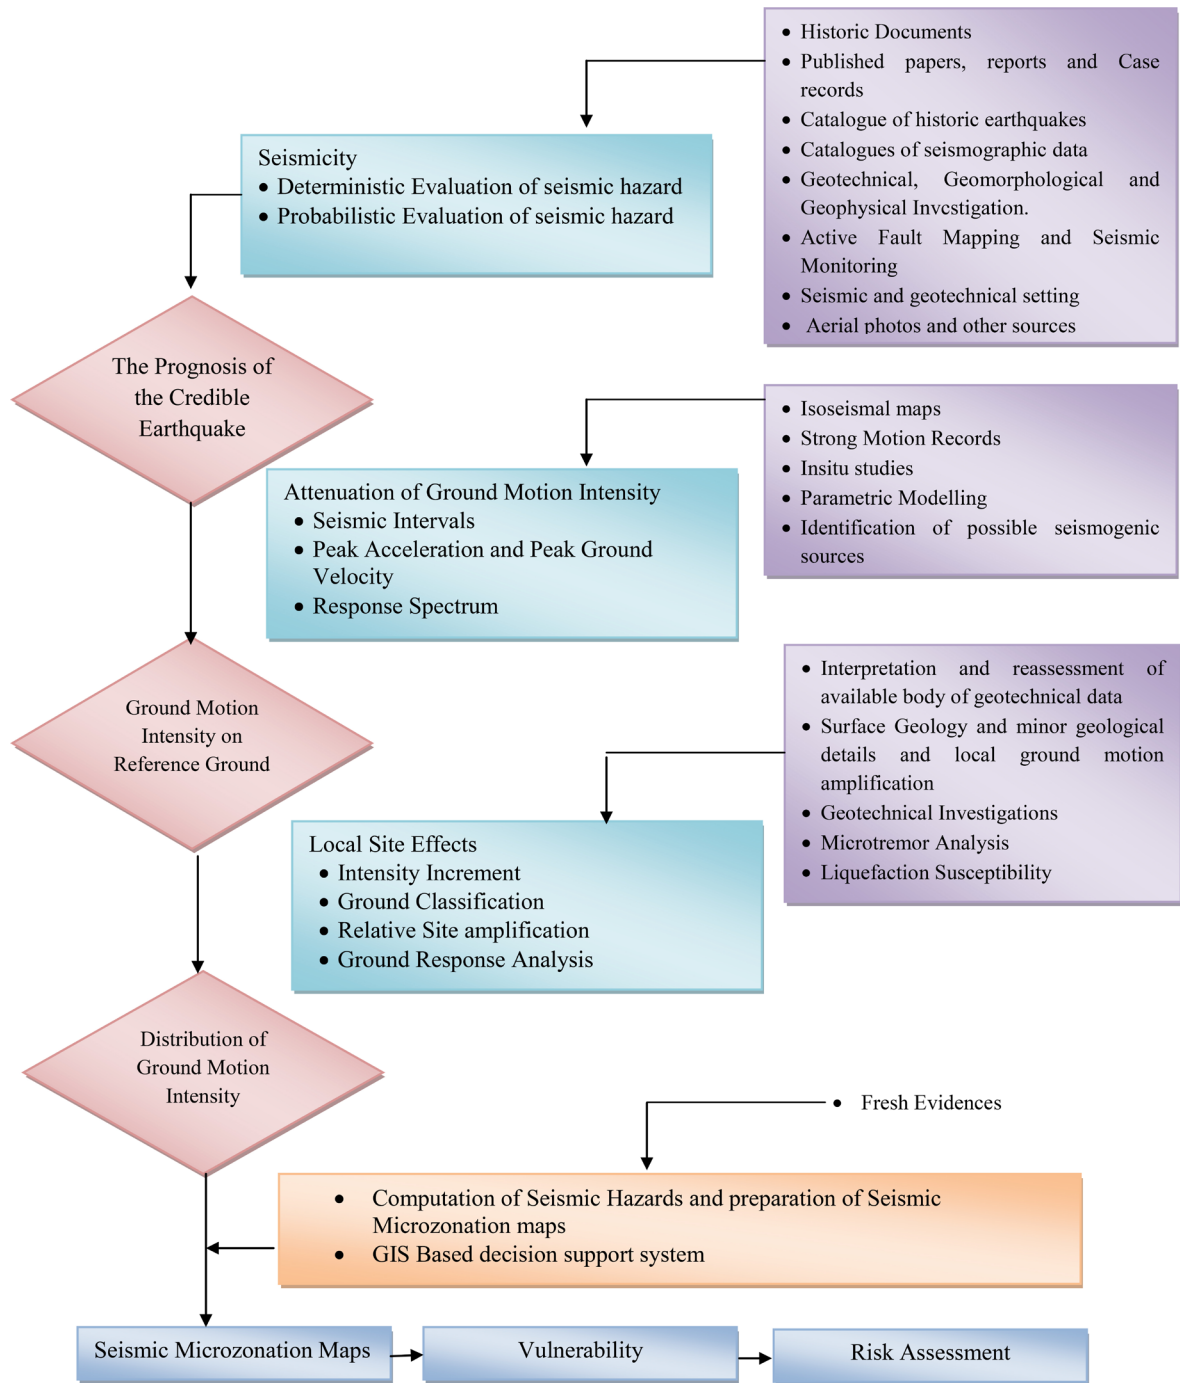 • Historic Documents
• Published papers, reports and Case
records
• Catalogue of historic earthquakes
• Catalogues of seismographic data
• Geotechnical, Geomorphological and
Geophysical Invcstigation.
• Active Fault Mapping and Seismic
Monitoring
• Seismic and geotechnical setting
• Aerial photos and other sources
Seismicity
• Deterministic Evaluation of seismic hazard
• Probabilistic Evaluation of seismic hazard
The Prognosis of
the Credible
Earthquake
• Isoseismal maps
• Strong Motion Records
• Insitu studies
• Parametric Modelling
• Identification of possible seismogenic
sources
Attenuation of Ground Motion Intensity
• Seismic Intervals
• Peak Acceleration and Peak Ground
Velocity
• Response Spectrum
Ground Motion
Intensity on
Reference Ground
• Interpretation and reassessment of
available body of geotechnical data
• Surface Geology and minor geological
details and local ground motion
amplification
• Geotechnical Investigations
• Microtremor Analysis
• Liquefaction Susceptibility
Local Site Effects
• Intensity Increment
• Ground Classification
• Relative Site amplification
• Ground Response Analysis
Distribution of
Ground Motion
Intensity
• Fresh Evidences
• Computation of Seismic Hazards and preparation of Seismic
Microzonation maps
• GIS Based decision support system
Seismic Microzonation Maps
Vulnerability
Risk Assessment